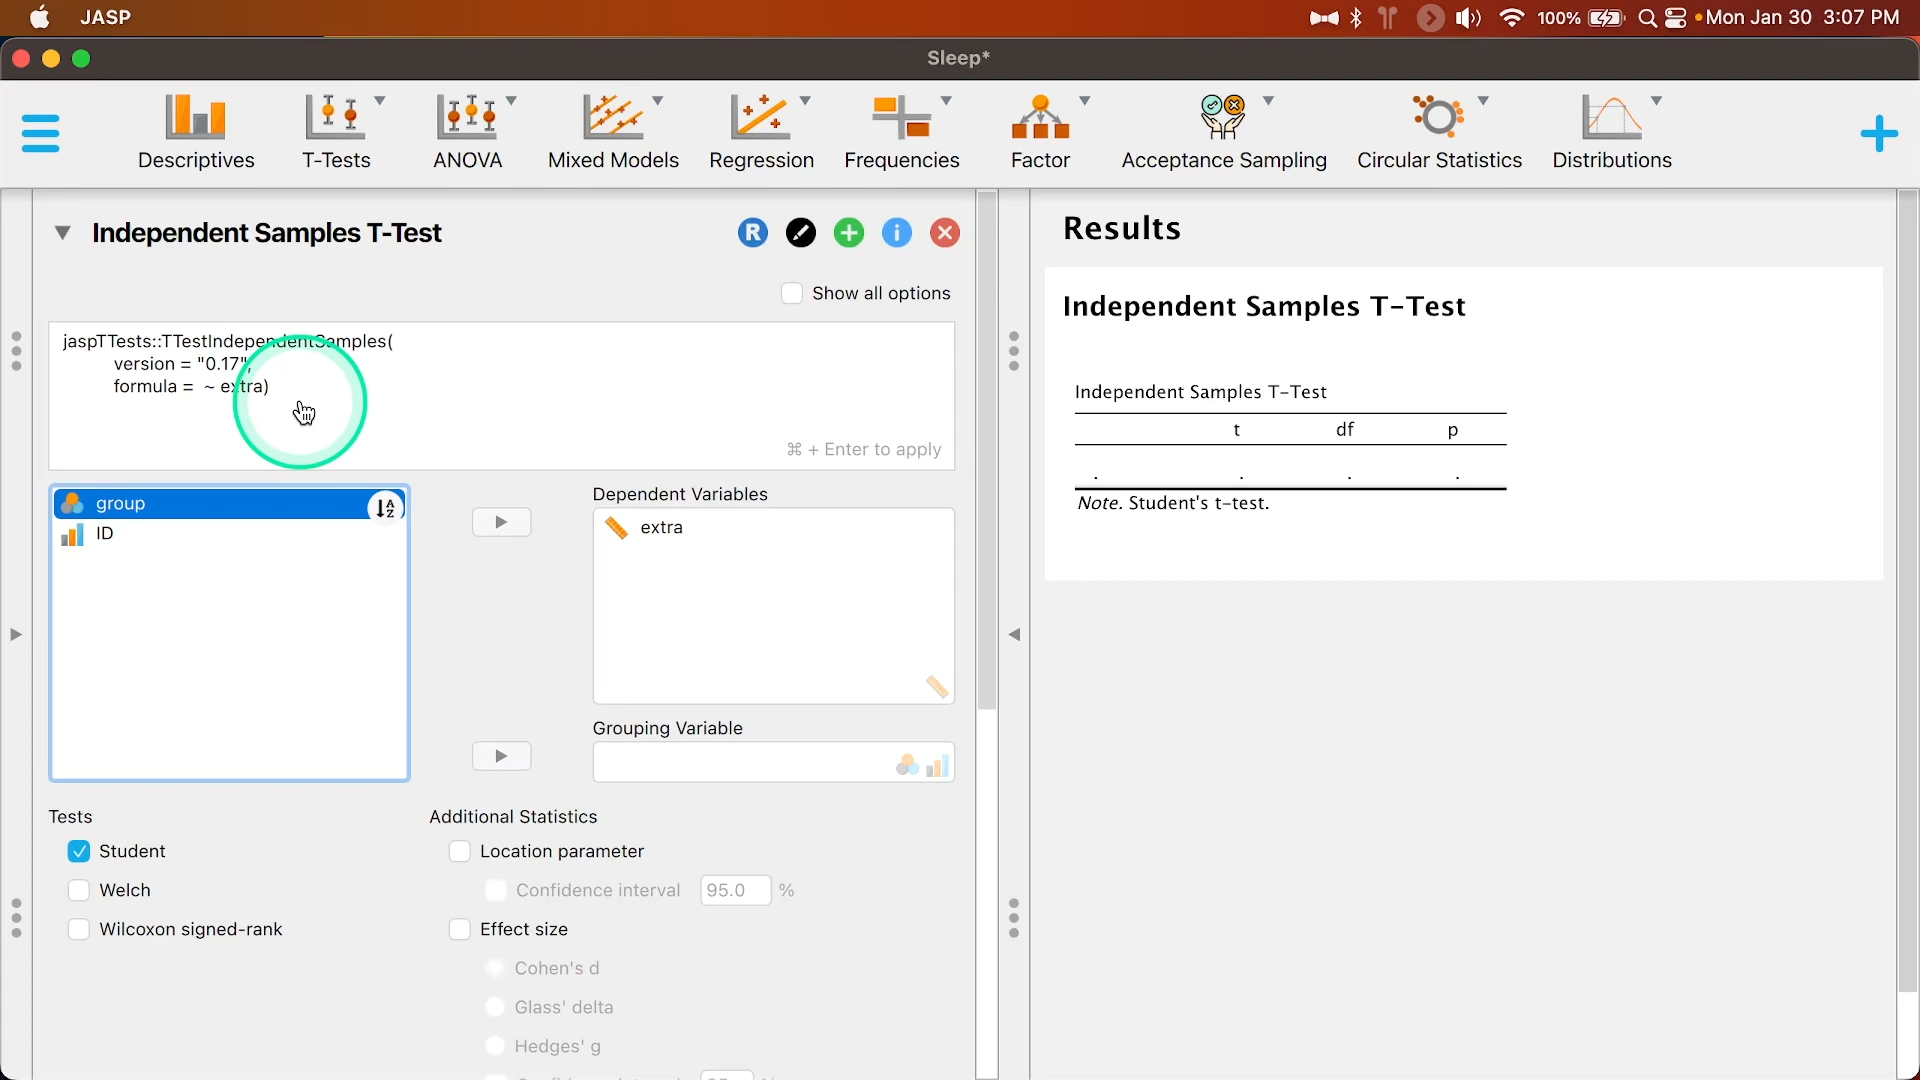 JASP
100%
Mon Jan 30 3:07 PM
Sleep*
Descriptives
T-Tests
ANOVA
Mixed Models
Regression
Frequencies
Factor
Acceptance Sampling
Circular Statistics
Distributions
Independent Samples T-Test
R
i
Show all options
jaspTTests::TTestIndependentSamples(
version = "0.17",
formula = ~ extra)
⌘ + Enter to apply
group
A
Z
ID
Dependent Variables
extra
Grouping Variable
Tests
Student
Welch
Wilcoxon signed-rank
Additional Statistics
Location parameter
Confidence interval 95.0 %
Effect size
Cohen's d
Glass' delta
Hedges' g
Results
Independent Samples T-Test
Independent Samples T-Test
t df p
. . . .
Note. Student's t-test.